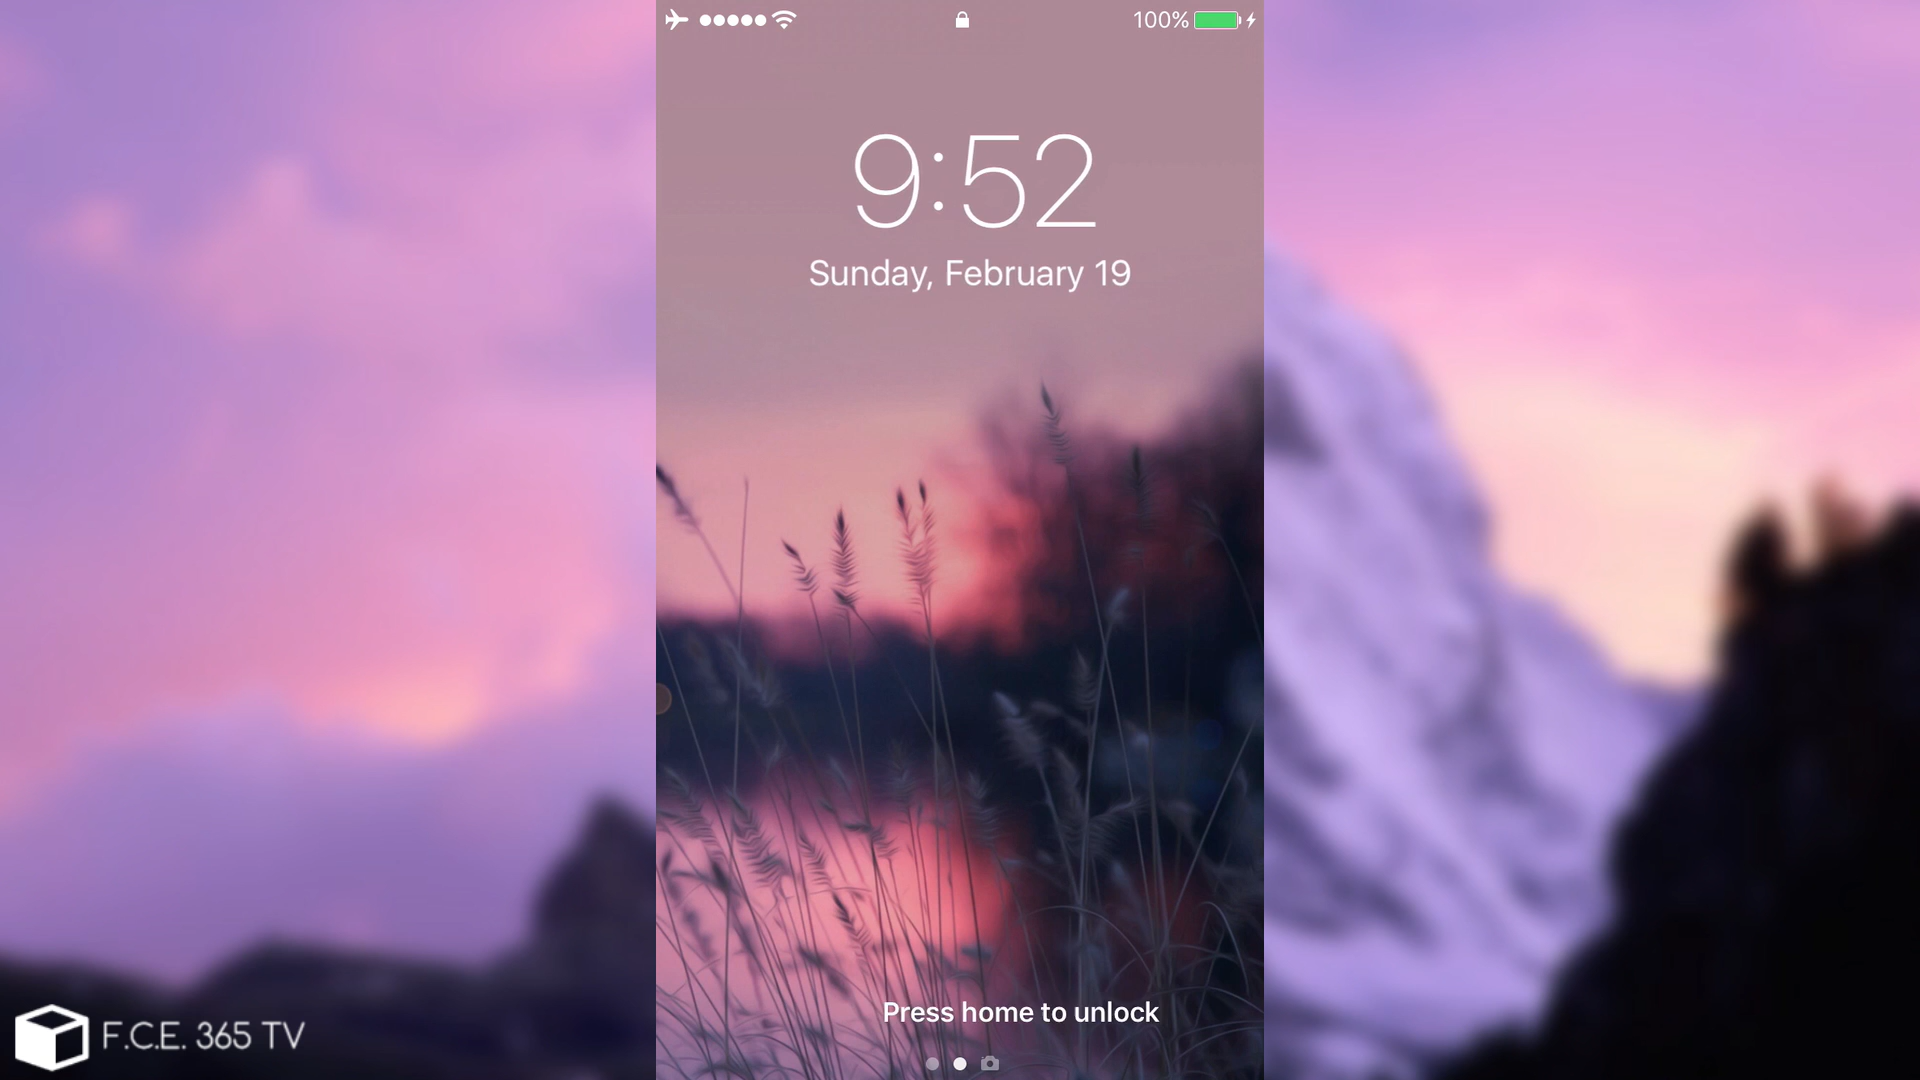 100%
9:52
Sunday, February 19
Press home to unlock
F.C.E. 365 TV